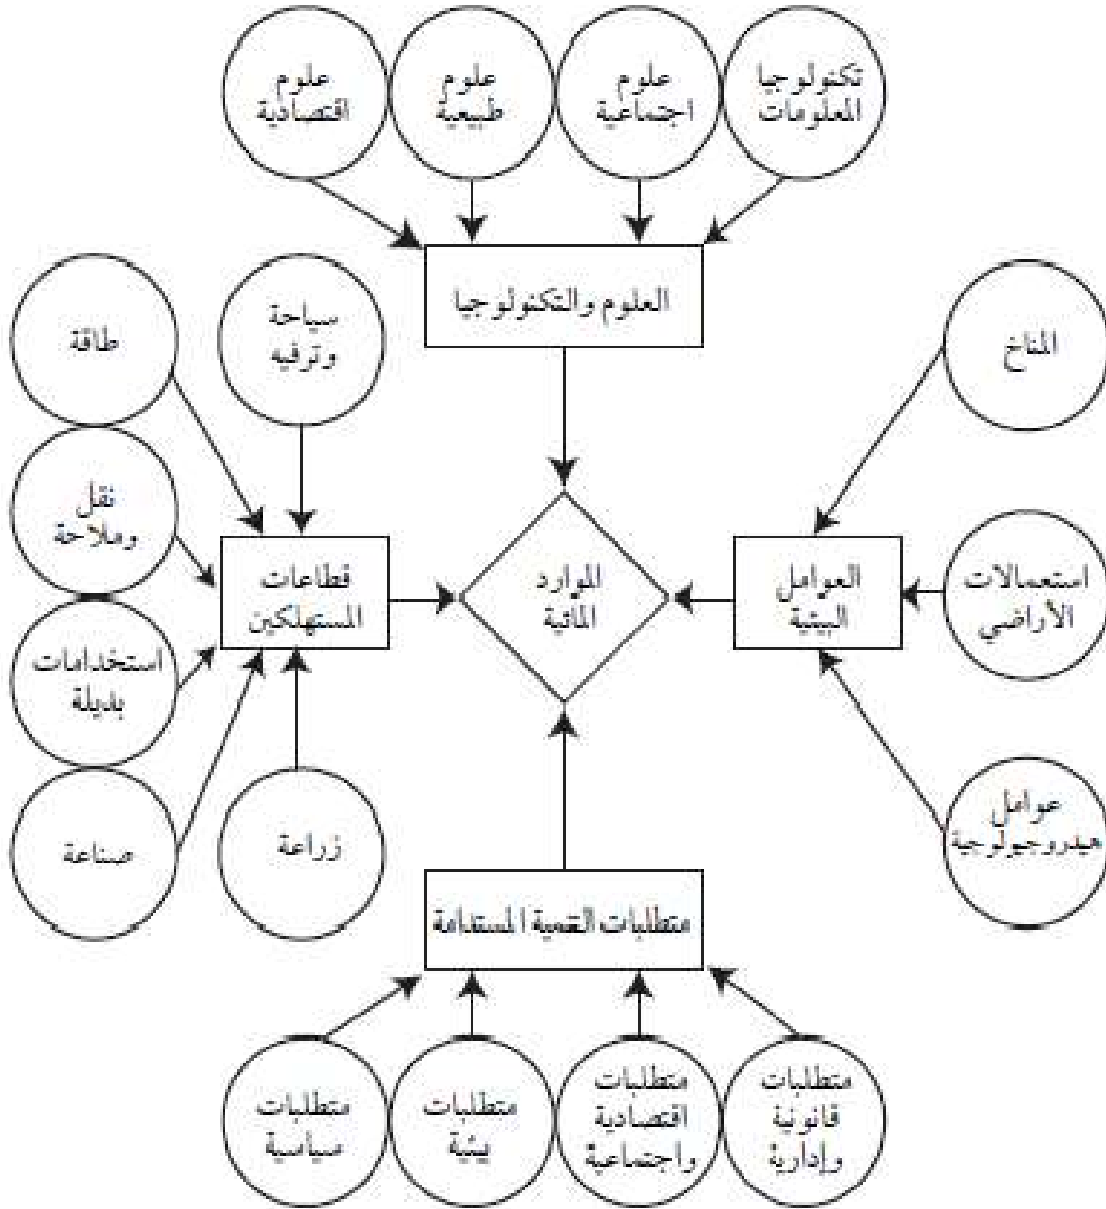 تكنولوجيا
المعلومات
علوم
اجتماعية
علوم
طبيعية
علوم
اقتصادية
العلوم والتكنولوجيا
المناخ
سياحة
وترفيه
طاقة
استعمالات
الأراضي
العوامل
البيئية
الموارد
المائية
قطاعات
المستهلكين
نقل
وملاحة
استخدامات
بديلة
عوامل
هيدروجيولوجية
زراعة
صناعة
متطلبات التنمية المستدامة
متطلبات
قانونية
وإدارية
متطلبات
اقتصادية
واجتماعية
متطلبات
بيئية
متطلبات
سياسية